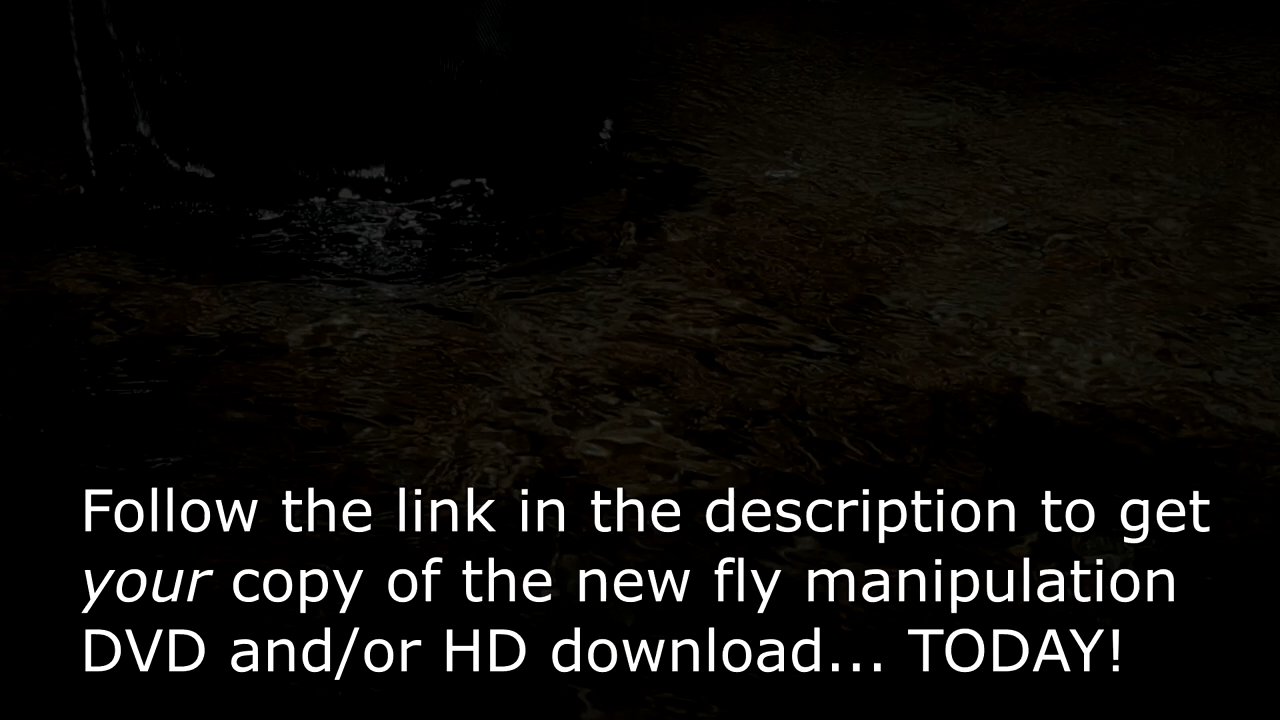 Follow the link in the description to get
your copy of the new fly manipulation
DVD and/or HD download... TODAY!